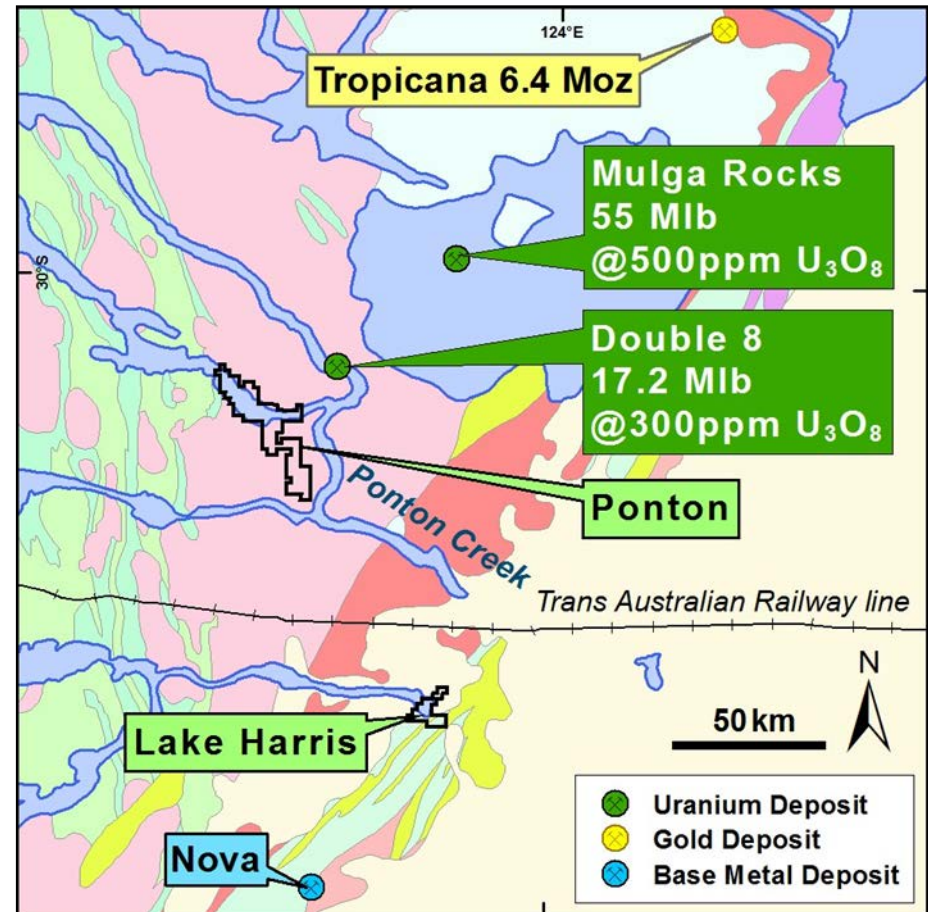 124°E
Tropicana 6.4 Moz
Mulga Rocks
55 Mlb
@500ppm U₃O₈
30°S
Double 8
17.2 Mlb
@300ppm U₃O₈
Ponton
Ponton Creek
Trans Australian Railway line
N
50 km
Lake Harris
Nova
Uranium Deposit
Gold Deposit
Base Metal Deposit